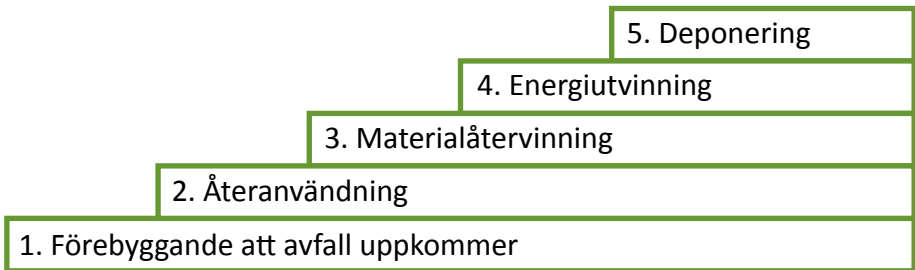 5. Deponering
4. Energiutvinning
3. Materialåtervinning
2. Återanvändning
1. Förebyggande att avfall uppkommer